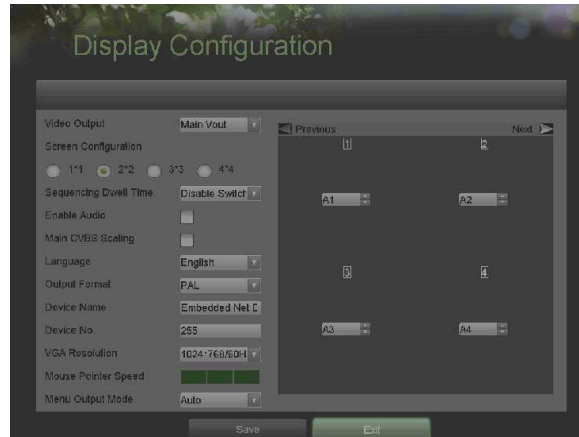 Display Configuration
Video Output Main Vout
Previous Next
1 2
Screen Configuration
1*1 2*2 3*3 4*4
Sequencing Dwell Time Disable Switch
A1 A2
Enable Audio
Main CVBS Scaling
Language English
3 4
Output Format PAL
Device Name Embedded Net D
Device No. 255
A3 A4
VGA Resolution 1024*768/60H
Mouse Pointer Speed
Menu Output Mode Auto
Save Exit